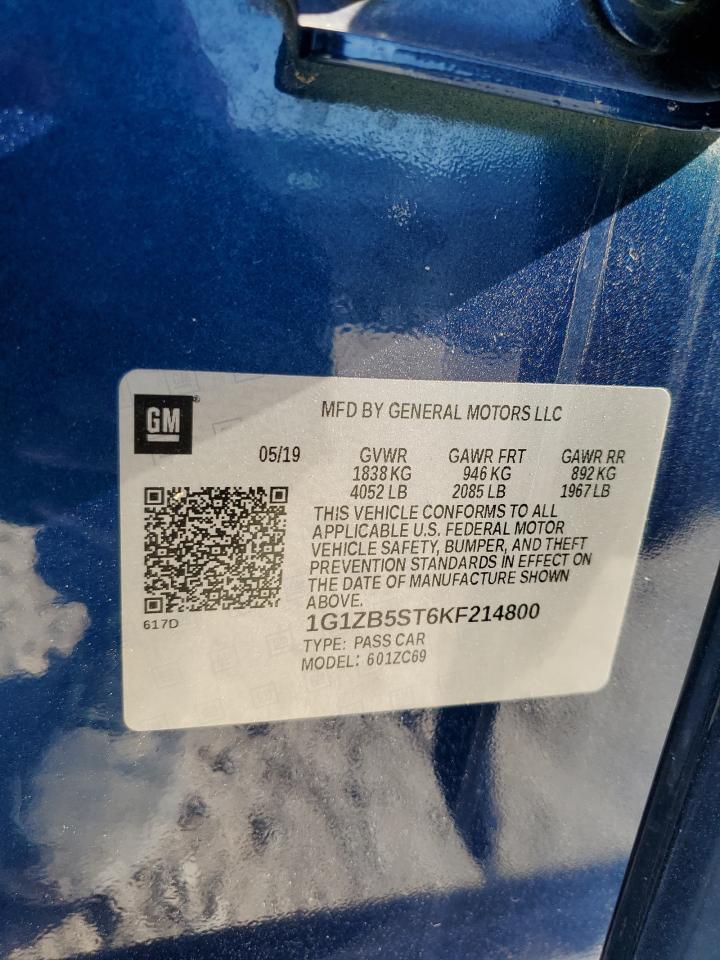 GM
MFD BY GENERAL MOTORS LLC
05/19 GVWR GAWR FRT GAWR RR
1838 KG 946 KG 892 KG
4052 LB 2085 LB 1967 LB
THIS VEHICLE CONFORMS TO ALL
APPLICABLE U.S. FEDERAL MOTOR
VEHICLE SAFETY, BUMPER, AND THEFT
PREVENTION STANDARDS IN EFFECT ON
THE DATE OF MANUFACTURE SHOWN
ABOVE.
617D
1G1ZB5ST6KF214800
TYPE: PASS CAR
MODEL: 601ZC69